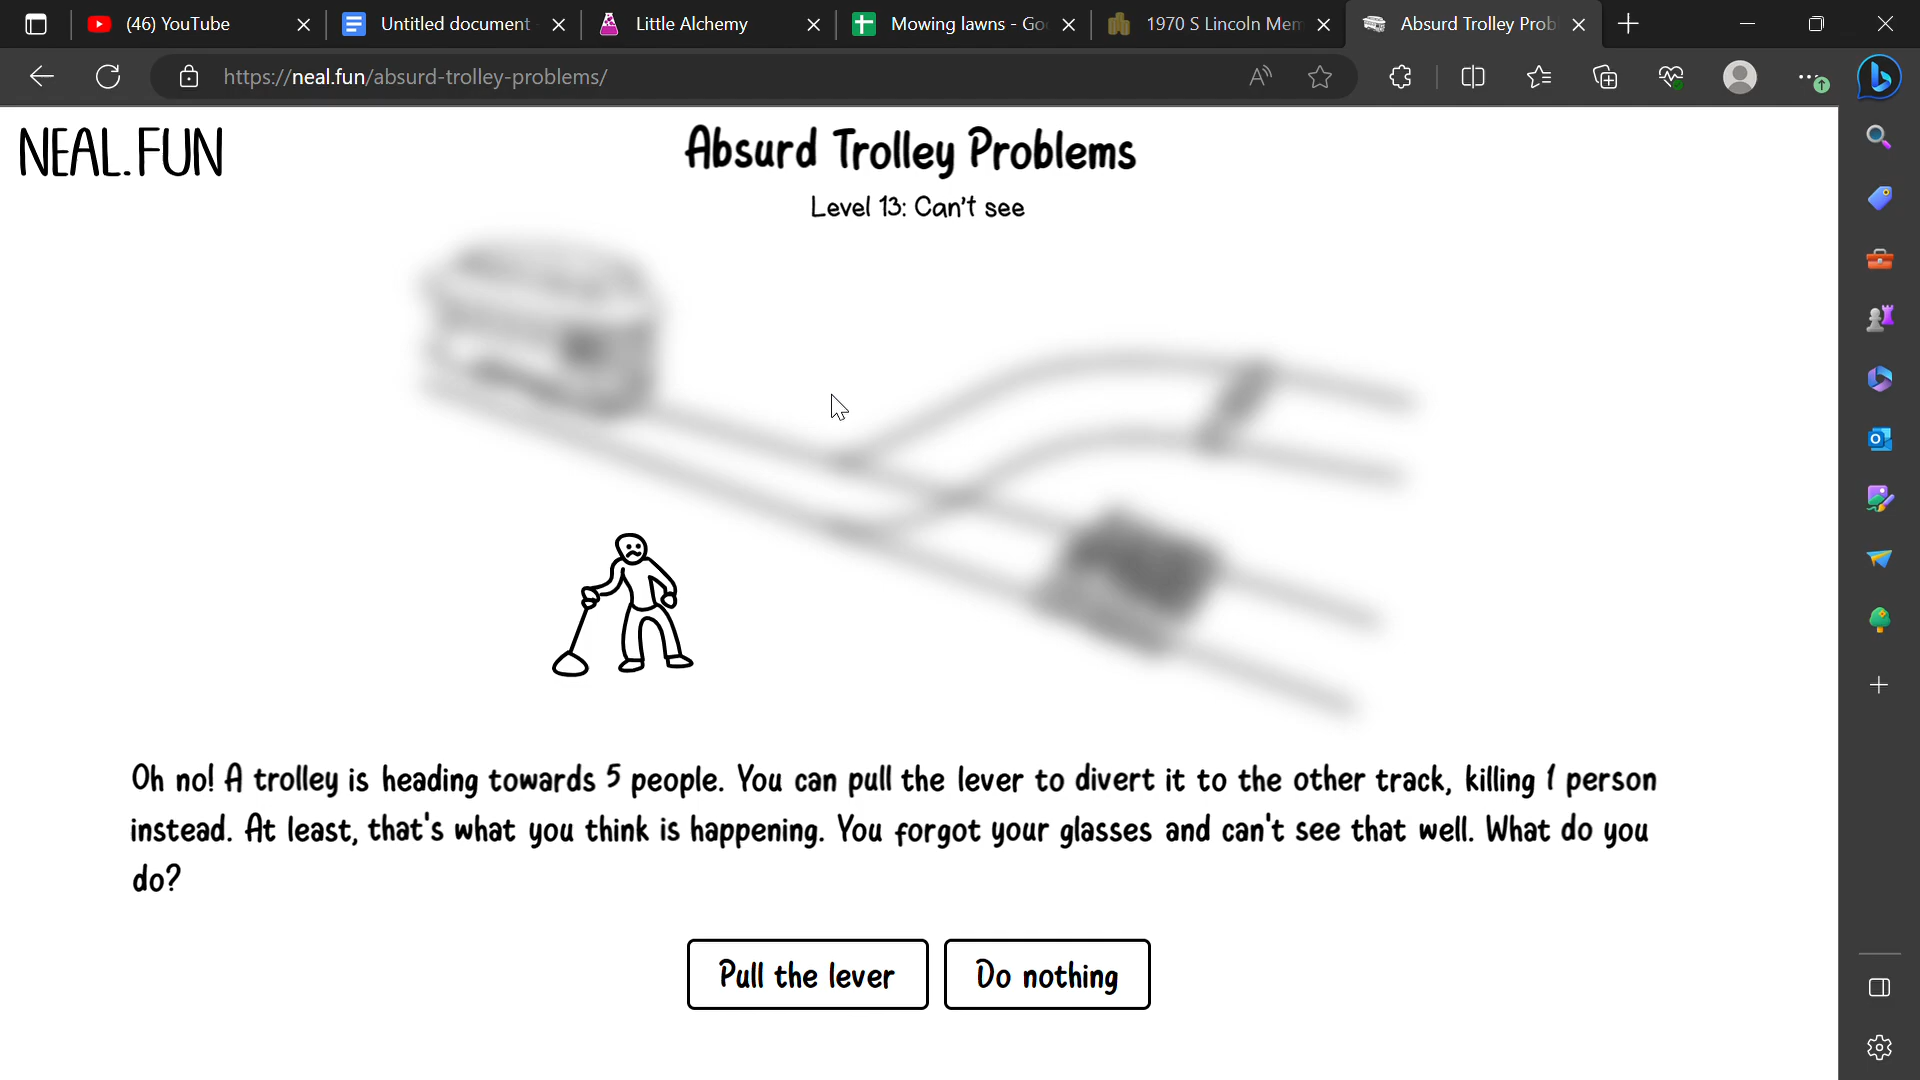 (46) YouTube
Untitled document
Little Alchemy
Mowing lawns - Go
1970 S Lincoln Mem
Absurd Trolley Prob
https://neal.fun/absurd-trolley-problems/
NEAL.FUN
Absurd Trolley Problems
Level 13: Can't see
Oh no! A trolley is heading towards 5 people. You can pull the lever to divert it to the other track, killing 1 person
instead. At least, that's what you think is happening. You forgot your glasses and can't see that well. What do you
do?
Pull the lever
Do nothing